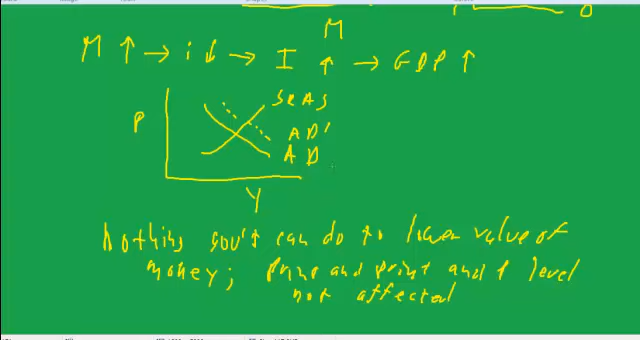 M
M ↑ → i ↓ → I ↑ → GDP ↑
SRAS
P
AD'
AD
Y
Nothing gov't can do to lower value of
money; print and print and P level
not affected